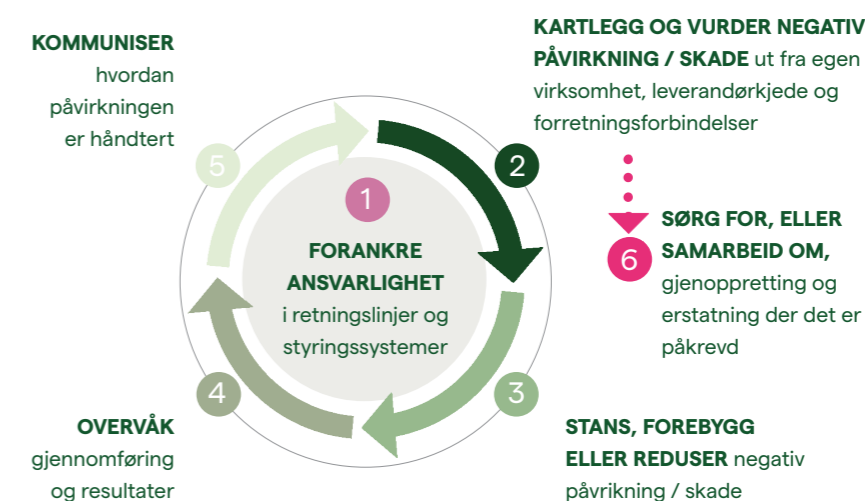 1
FORANKRE
ANSVARLIGHET
i retningslinjer og
styringssystemer
2
KARTLEGG OG VURDER NEGATIV
PÅVIRKNING / SKADE ut fra egen
virksomhet, leverandørkjede og
forretningsforbindelser
3
STANS, FOREBYGG
ELLER REDUSER negativ
påvrikning / skade
4
OVERVÅK
gjennomføring
og resultater
5
KOMMUNISER
hvordan
påvirkningen
er håndtert
6
SØRG FOR, ELLER
SAMARBEID OM,
gjenoppretting og
erstatning der det er
påkrevd